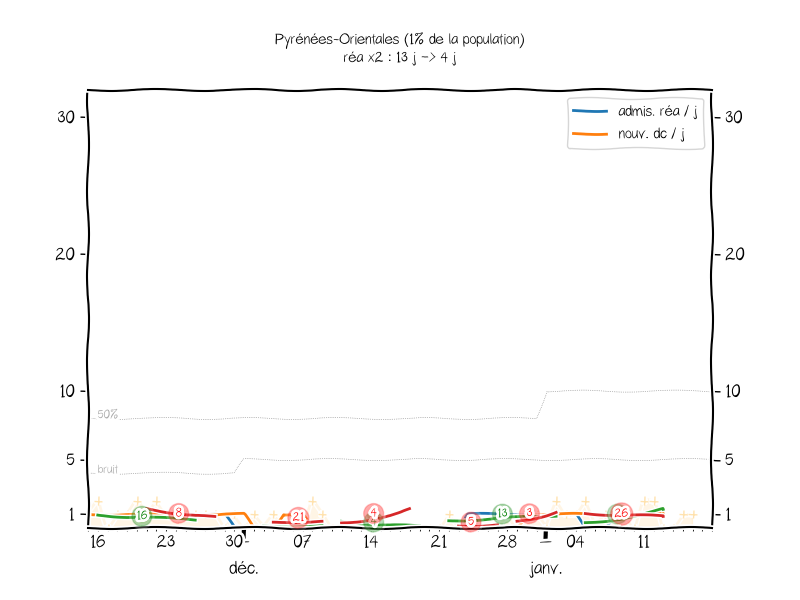 Pyrénées-Orientales (1% de la population)
réa x2 : 13 j -> 4 j
admis. réa / j
nouv. dc / j
30 30
20 20
10 10
50%
5 5
bruit
1 1
16 8 21 4 5 13 3 26
16 23 30 07 14 21 28 04 11
déc. janv.